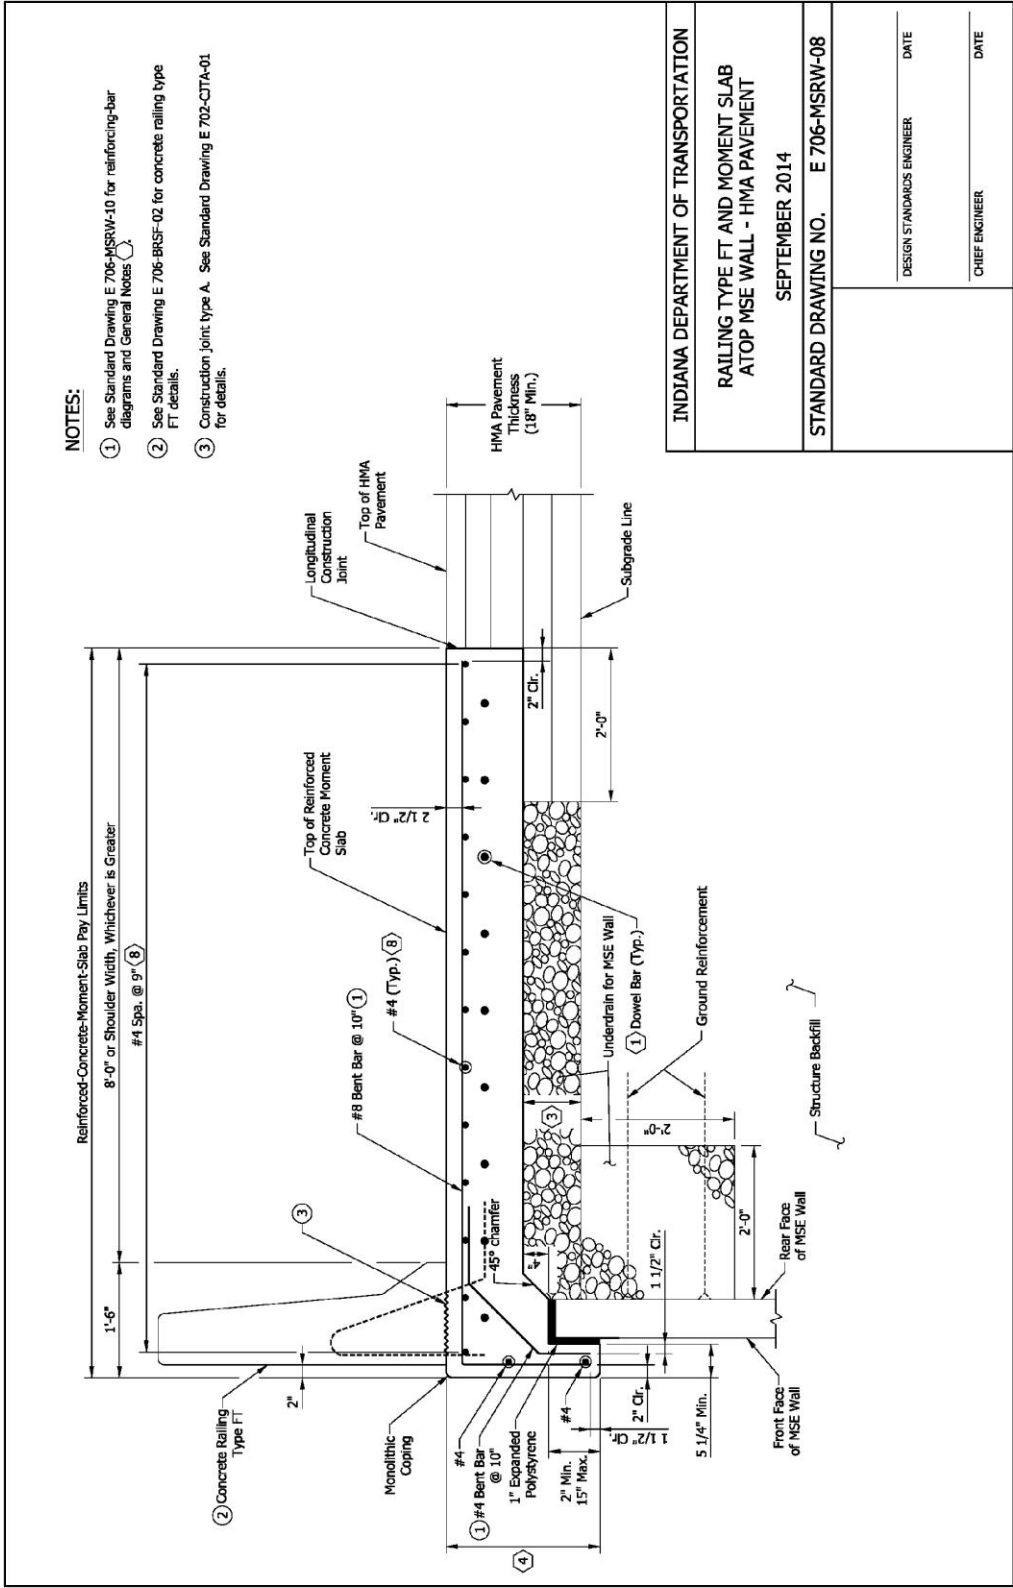 NOTES:
① See Standard Drawing E 706-MSRW-10 for reinforcing-bar
diagrams and General Notes ⬡.
② See Standard Drawing E 706-BRSF-02 for concrete railing type
FT details.
③ Construction joint type A. See Standard Drawing E 702-CJTA-01
for details.
Reinforced-Concrete-Moment-Slab Pay Limits
8'-0" or Shoulder Width, Whichever is Greater
1'-6"
#4 Spa. @ 9" 8
2"
② Concrete Railing
Type FT
③
Top of Reinforced
Concrete Moment
Slab
Longitudinal
Construction
Joint
Top of HMA
Pavement
HMA Pavement
Thickness
(18" Min.)
Monolithic
Coping
#8 Bent Bar @ 10" ①
#4 (Typ.) 8
2 1/2" Clr.
#4
① #4 Bent Bar
@ 10"
1" Expanded
Polystyrene
45° chamfer
4"
2" Clr.
2'-0"
Subgrade Line
4
2" Min.
15" Max.
#4
2" Clr.
1 1/2" Clr.
1 1/2" Clr.
5 1/4" Min.
3
Underdrain for MSE Wall
1 Dowel Bar (Typ.)
Ground Reinforcement
2'-0"
2'-0"
Structure Backfill
Front Face
of MSE Wall
Rear Face
of MSE Wall
INDIANA DEPARTMENT OF TRANSPORTATION
RAILING TYPE FT AND MOMENT SLAB
ATOP MSE WALL - HMA PAVEMENT
SEPTEMBER 2014
STANDARD DRAWING NO. E 706-MSRW-08
DESIGN STANDARDS ENGINEER DATE
CHIEF ENGINEER DATE